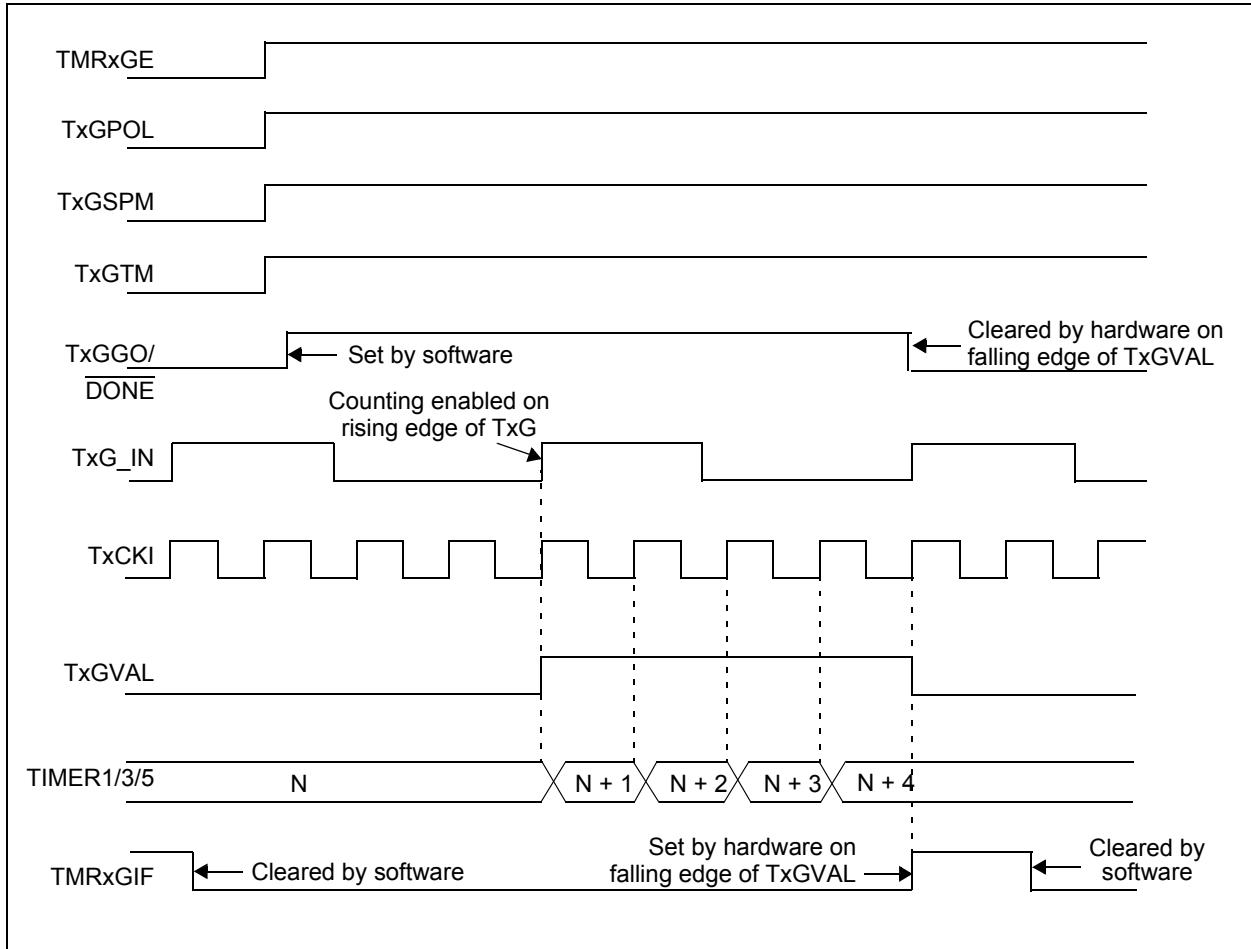 TMRxGE
TxGPOL
TxGSPM
TxGTM
TxGGO/
DONE
Set by software
Cleared by hardware on
falling edge of TxGVAL
Counting enabled on
rising edge of TxG
TxG_IN
TxCKI
TxGVAL
TIMER1/3/5
N
N + 1
N + 2
N + 3
N + 4
TMRxGIF
Cleared by software
Set by hardware on
falling edge of TxGVAL
Cleared by
software